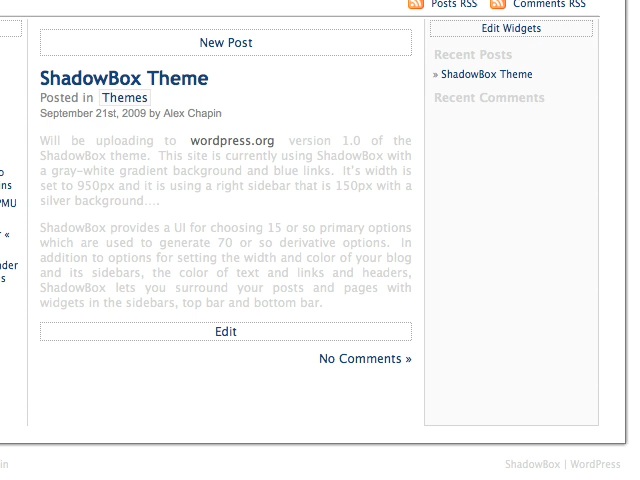 Posts RSS Comments RSS
New Post
Edit Widgets
ShadowBox Theme
Posted in Themes
September 21st, 2009 by Alex Chapin
Recent Posts
» ShadowBox Theme
Recent Comments
Will be uploading to wordpress.org version 1.0 of the
ShadowBox theme. This site is currently using ShadowBox with
a gray-white gradient background and blue links. It's width is
set to 950px and it is using a right sidebar that is 150px with a
silver background....
ShadowBox provides a UI for choosing 15 or so primary options
which are used to generate 70 or so derivative options. In
addition to options for setting the width and color of your blog
and its sidebars, the color of text and links and headers,
ShadowBox lets you surround your posts and pages with
widgets in the sidebars, top bar and bottom bar.
Edit
No Comments »
ShadowBox | WordPress